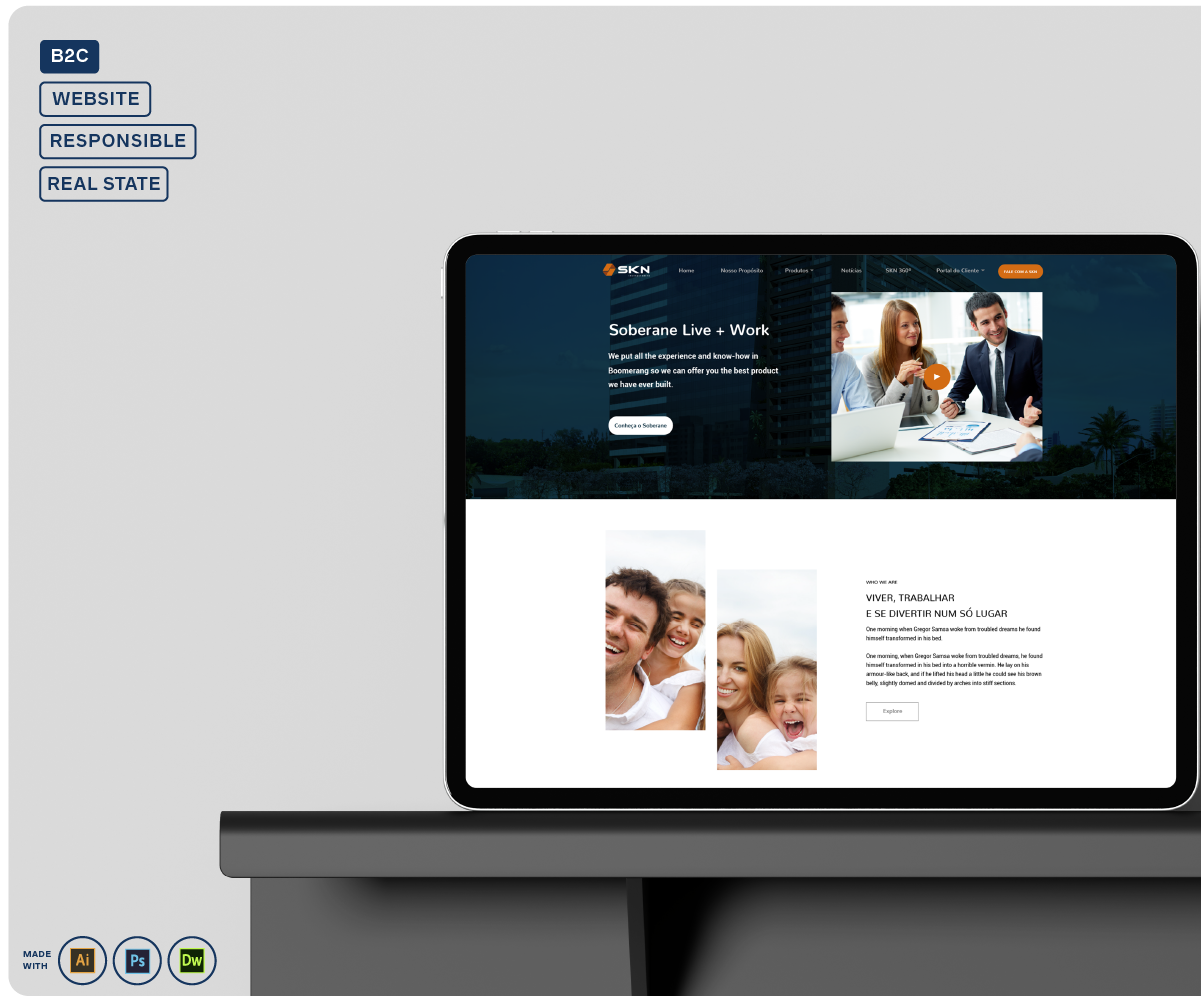 B2C
WEBSITE
RESPONSIBLE
REAL STATE
SKN
Home
Nosso Propósito
Produtos
Notícias
SKN 360º
Portal do Cliente
FALE COM A SKN
Soberane Live + Work
We put all the experience and know-how in
Boomerang so we can offer you the best product
we have ever built.
Conheça o Soberane
WHO WE ARE
VIVER, TRABALHAR
E SE DIVERTIR NUM SÓ LUGAR
One morning when Gregor Samsa woke from troubled dreams he found
himself transformed in his bed.
One morning, when Gregor Samsa woke from troubled dreams, he found
himself transformed in his bed into a horrible vermin. He lay on his
armour-like back, and if he lifted his head a little he could see his brown
belly, slightly domed and divided by arches into stiff sections.
Explore
MADE
WITH
Ai
Ps
Dw